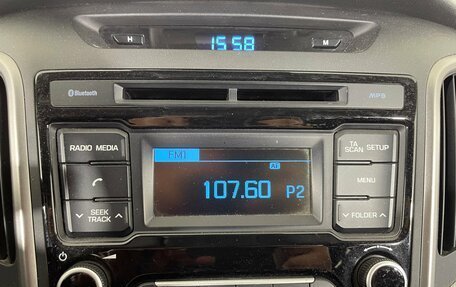 H 15:58 M
Bluetooth MP3
RADIO MEDIA
FM1
AF
107.60 P2
TA SCAN SETUP
MENU
SEEK TRACK
FOLDER